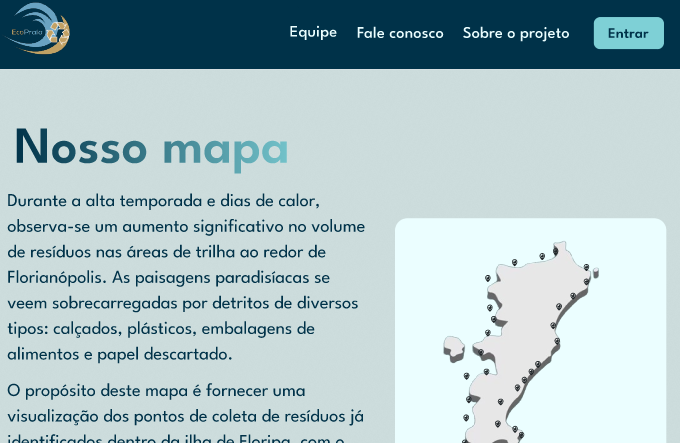 EcoPraia
Equipe
Fale conosco
Sobre o projeto
Entrar
Nosso mapa
Durante a alta temporada e dias de calor,
observa-se um aumento significativo no volume
de resíduos nas áreas de trilha ao redor de
Florianópolis. As paisagens paradisíacas se
veem sobrecarregadas por detritos de diversos
tipos: calçados, plásticos, embalagens de
alimentos e papel descartado.
O propósito deste mapa é fornecer uma
visualização dos pontos de coleta de resíduos já
identificados dentro da ilha de Floripa, com o